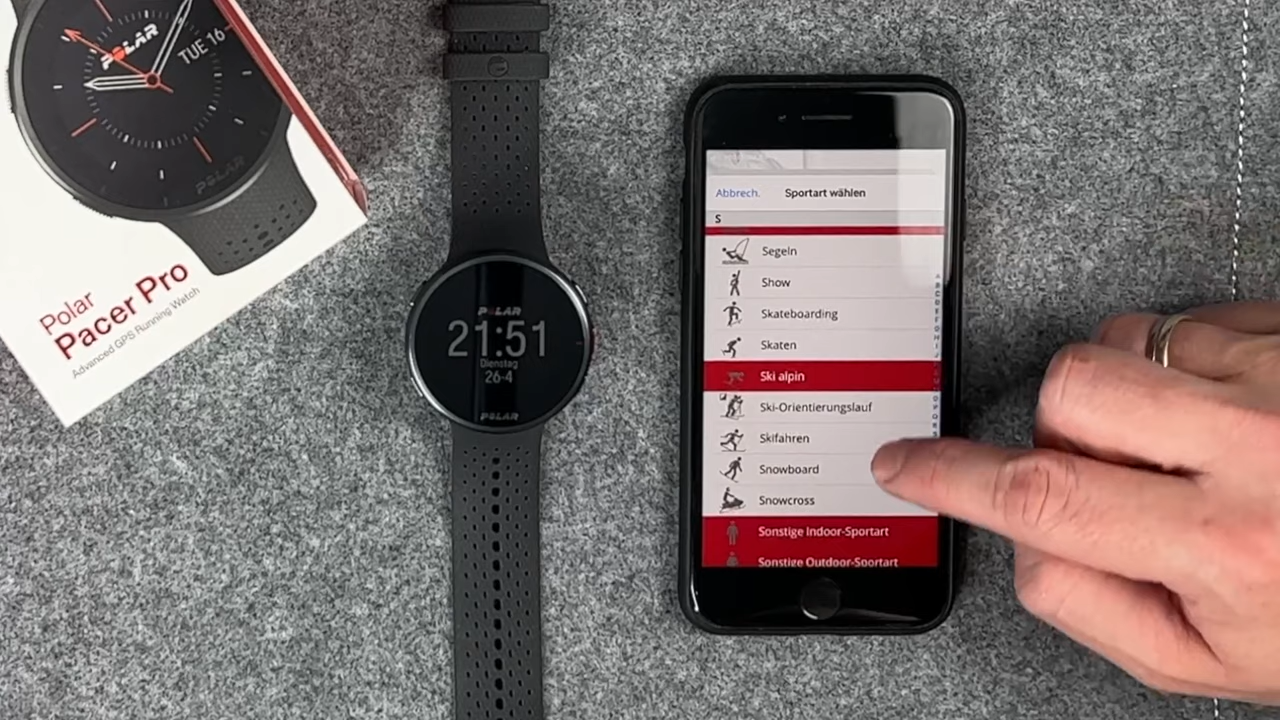 POLAR
TUE 16
POLAR
Polar
Pacer Pro
Advanced GPS Running Watch
POLAR
21:51
Dienstag
26-4
POLAR
Abbrech.
Sportart wählen
S
Segeln
Show
Skateboarding
Skaten
Ski alpin
Ski-Orientierungslauf
Skifahren
Snowboard
Snowcross
Sonstige Indoor-Sportart
Sonstige Outdoor-Sportart